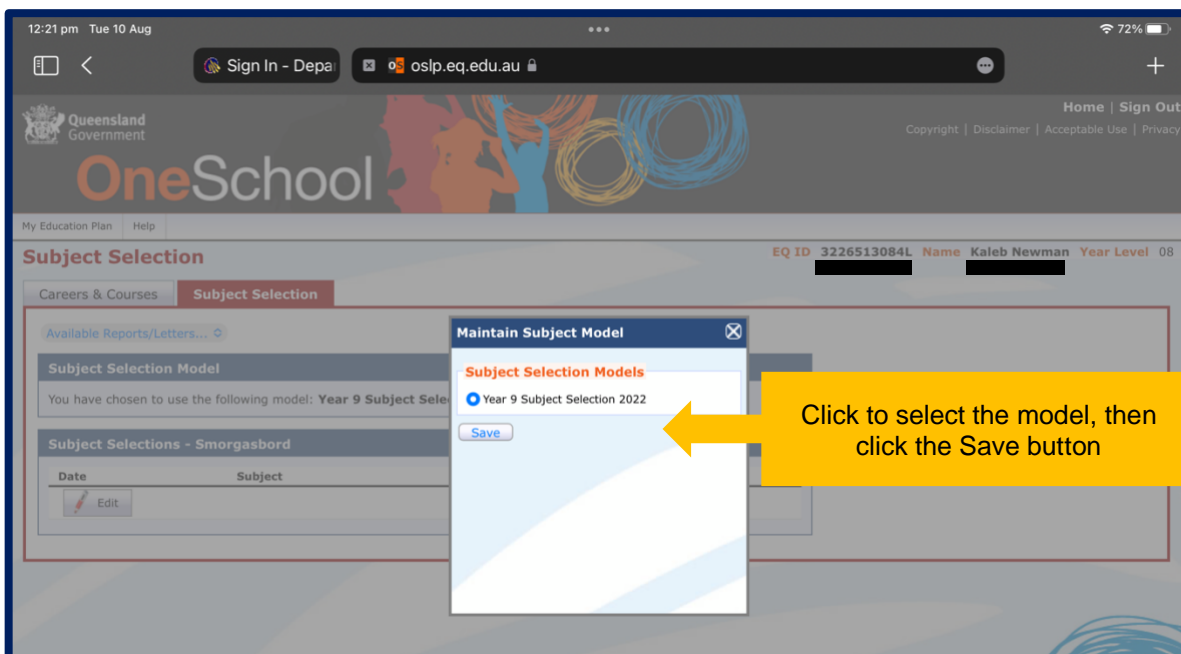 12:21 pm Tue 10 Aug
72%
Sign In - Depa
oslp.eq.edu.au
Home | Sign Out
Queensland
Government
Copyright | Disclaimer | Acceptable Use | Privacy
OneSchool
My Education Plan Help
Subject Selection
EQ ID 3226513084L Name Kaleb Newman Year Level 08
Careers & Courses Subject Selection
Available Reports/Letters...
Maintain Subject Model
Subject Selection Model
Subject Selection Models
You have chosen to use the following model: Year 9 Subject Sele
Year 9 Subject Selection 2022
Click to select the model, then
click the Save button
Save
Subject Selections - Smorgasbord
Date Subject
Edit